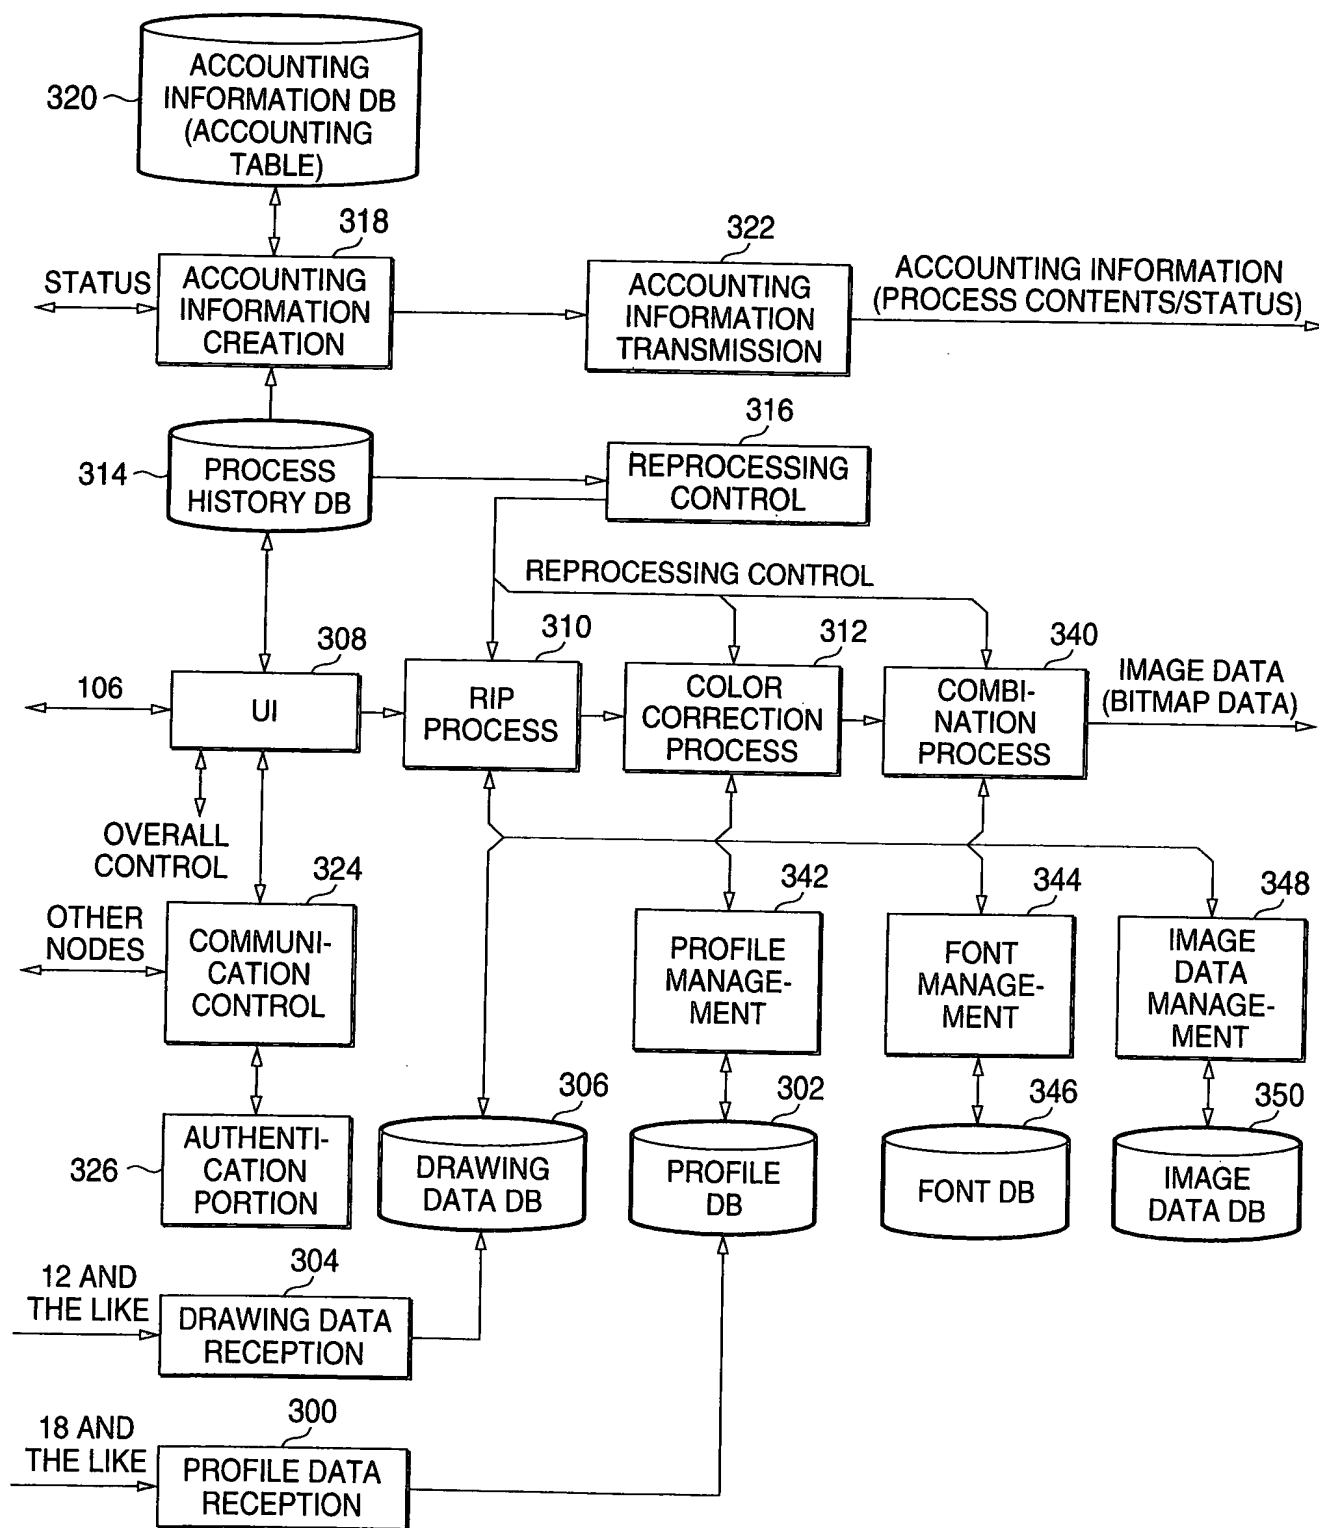 320
ACCOUNTING
INFORMATION DB
(ACCOUNTING
TABLE)
318
322
STATUS
ACCOUNTING
INFORMATION
CREATION
ACCOUNTING
INFORMATION
TRANSMISSION
ACCOUNTING INFORMATION
(PROCESS CONTENTS/STATUS)
314
PROCESS
HISTORY DB
316
REPROCESSING
CONTROL
REPROCESSING CONTROL
308
310
312
340
106
UI
RIP
PROCESS
COLOR
CORRECTION
PROCESS
COMBI-
NATION
PROCESS
IMAGE DATA
(BITMAP DATA)
OVERALL
CONTROL
324
342
344
348
OTHER
NODES
COMMUNI-
CATION
CONTROL
PROFILE
MANAGE-
MENT
FONT
MANAGE-
MENT
IMAGE
DATA
MANAGE-
MENT
306
302
346
350
326
AUTHENTI-
CATION
PORTION
DRAWING
DATA DB
PROFILE
DB
FONT DB
IMAGE
DATA DB
12 AND
THE LIKE
304
DRAWING DATA
RECEPTION
18 AND
THE LIKE
300
PROFILE DATA
RECEPTION